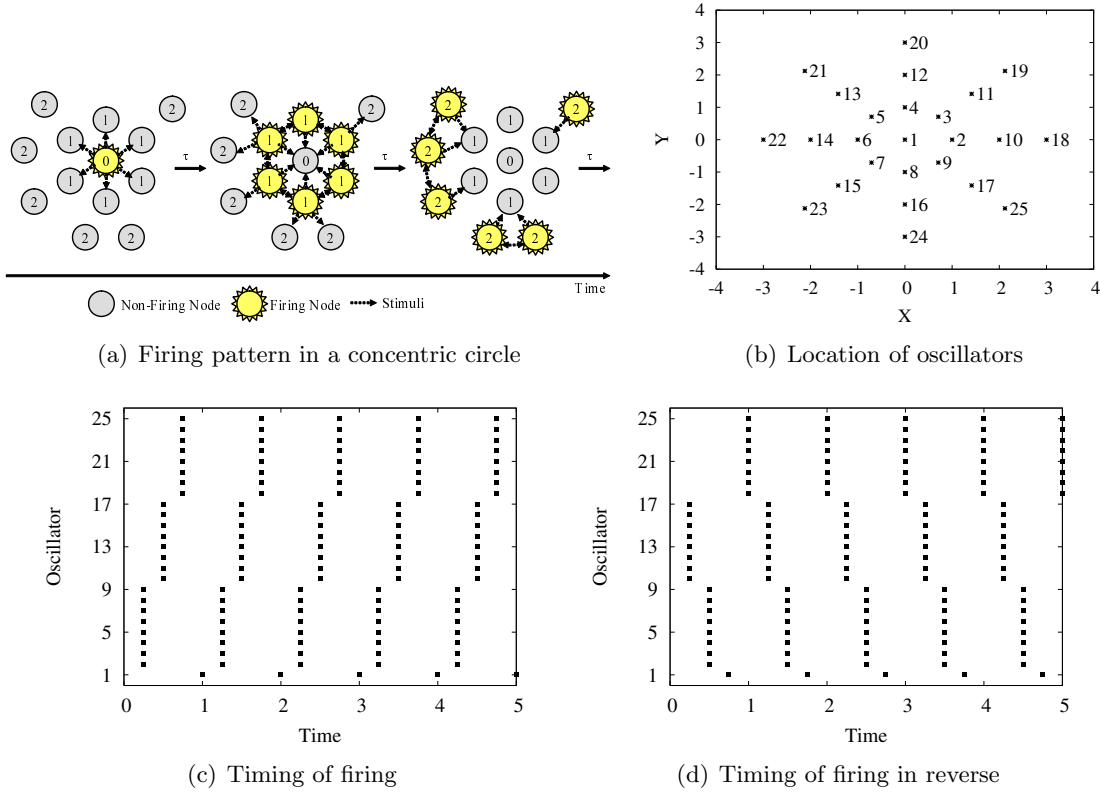 2 2 1 2 1 1 0 2 1 1 2 1 2 2
τ
2 2 1 2 1 1 0 2 1 1 2 1 2 2
τ
2 2 1 2 1 1 0 2 1 1 2 1 2 2
τ
Time
Non-Firing Node Firing Node Stimuli
(a) Firing pattern in a concentric circle
4
3
2
1
0
-1
-2
-3
-4
Y
20
21 19
12
13 11
4
5 3
22 14 6 1 2 10 18
7 9
8
15 17
16
23 25
24
-4 -3 -2 -1 0 1 2 3 4
X
(b) Location of oscillators
25
21
17
13
9
5
1
Oscillator
0 1 2 3 4 5
Time
(c) Timing of firing
25
21
17
13
9
5
1
Oscillator
0 1 2 3 4 5
Time
(d) Timing of firing in reverse